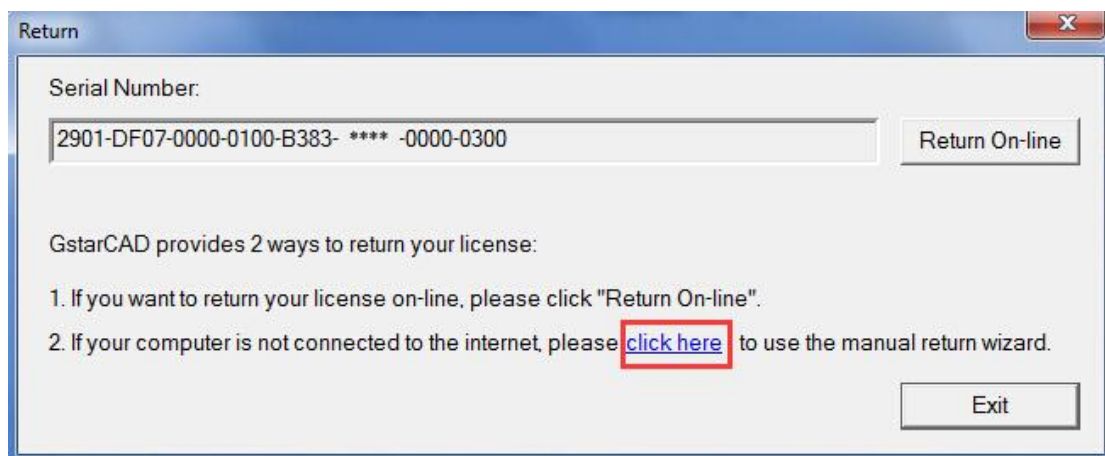 Return
Serial Number:
2901-DF07-0000-0100-B383- **** -0000-0300
Return On-line
GstarCAD provides 2 ways to return your license:
1. If you want to return your license on-line, please click "Return On-line".
2. If your computer is not connected to the internet, please click here to use the manual return wizard.
Exit